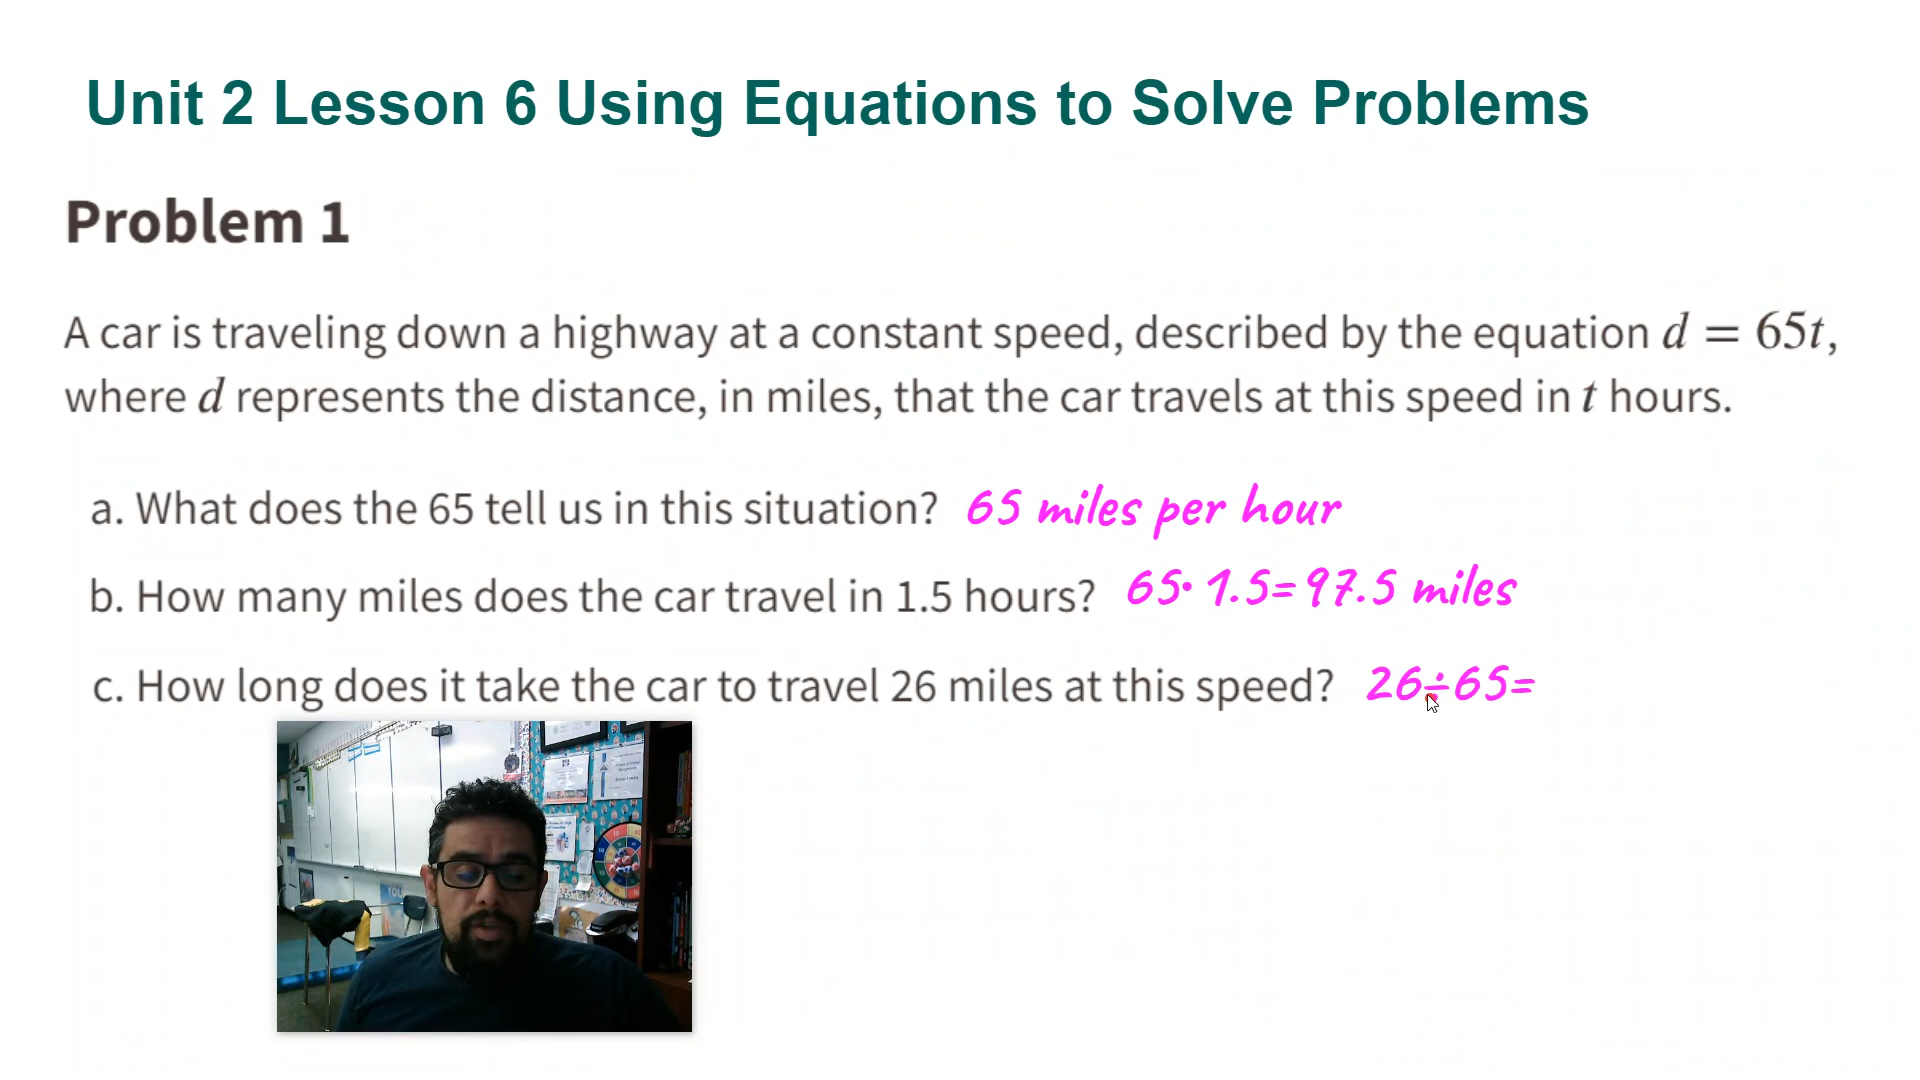 Unit 2 Lesson 6 Using Equations to Solve Problems
Problem 1
A car is traveling down a highway at a constant speed, described by the equation d = 65t,
where d represents the distance, in miles, that the car travels at this speed in t hours.
a. What does the 65 tell us in this situation? 65 miles per hour
b. How many miles does the car travel in 1.5 hours? 65· 1.5=97.5 miles
c. How long does it take the car to travel 26 miles at this speed? 26÷65=
YOU